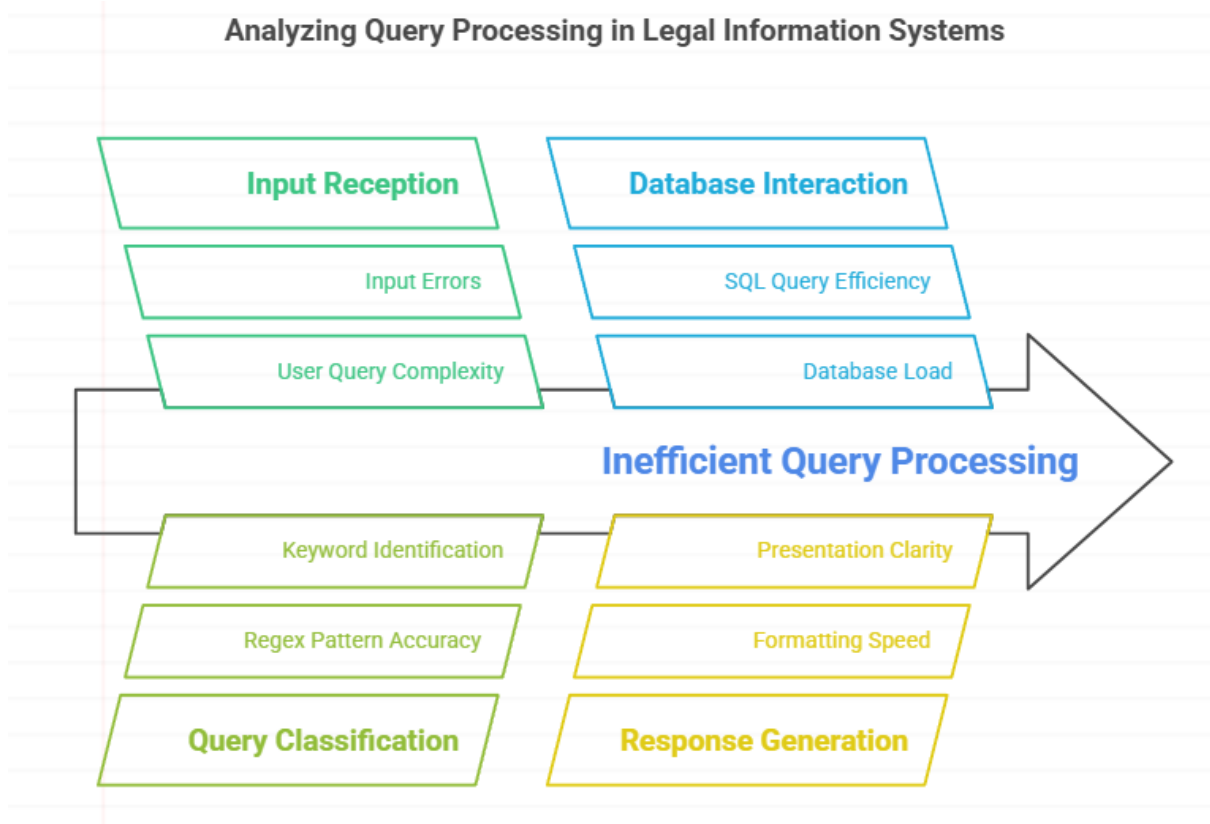 Analyzing Query Processing in Legal Information Systems
Input Reception
Input Errors
User Query Complexity
Database Interaction
SQL Query Efficiency
Database Load
Inefficient Query Processing
Keyword Identification
Regex Pattern Accuracy
Query Classification
Presentation Clarity
Formatting Speed
Response Generation